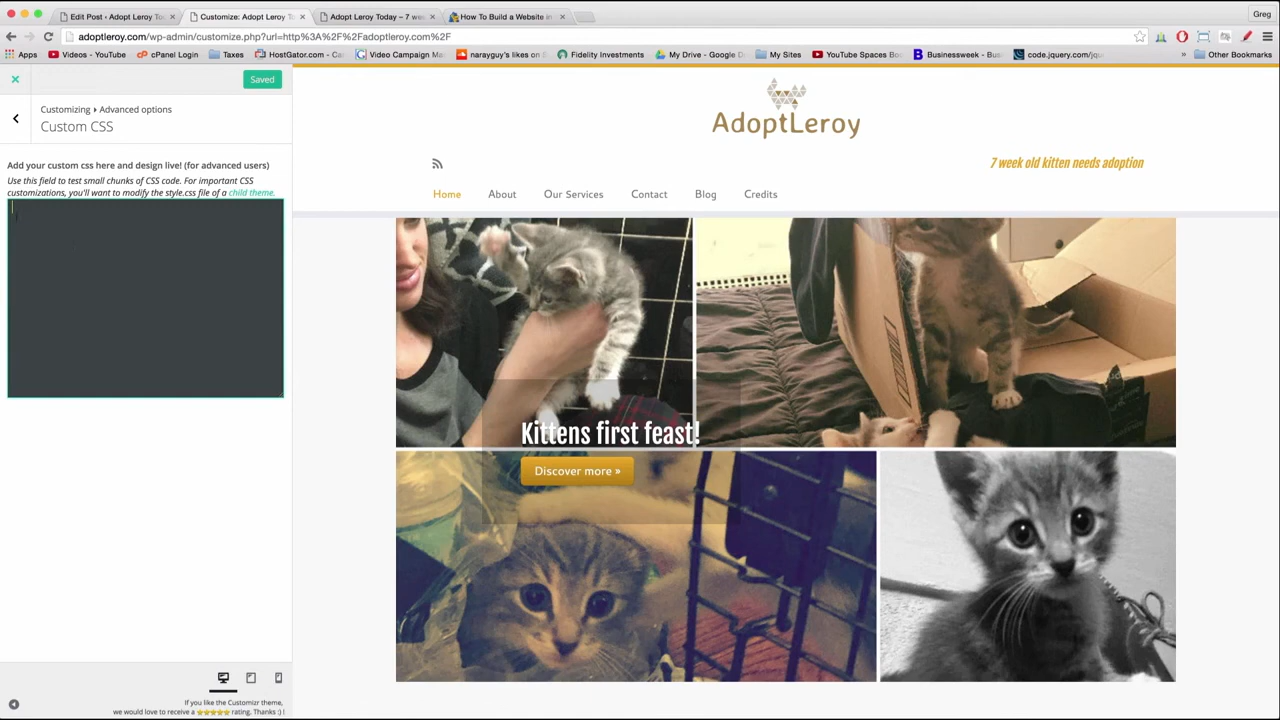 Edit Post ‹ Adopt Leroy To
Customize: Adopt Leroy T
Adopt Leroy Today – 7 wee
How To Build a Website in
Greg
adoptleroy.com/wp-admin/customize.php?url=http%3A%2F%2Fadoptleroy.com%2F
Apps
Videos - YouTube
cPanel Login
Taxes
HostGator.com - Ca
Video Campaign Ma
narayguy's likes on S
Fidelity Investments
My Drive - Google D
My Sites
YouTube Spaces Boo
Businessweek - Bus
code.jquery.com/jqu
»
Other Bookmarks
Saved
Customizing ▸ Advanced options
Custom CSS
Add your custom css here and design live! (for advanced users)
Use this field to test small chunks of CSS code. For important CSS
customizations, you'll want to modify the style.css file of a child theme.
AdoptLeroy
7 week old kitten needs adoption
Home
About
Our Services
Contact
Blog
Credits
Kittens first feast!
Discover more »
If you like the Customizr theme,
we would love to receive a ★★★★★ rating. Thanks :) !